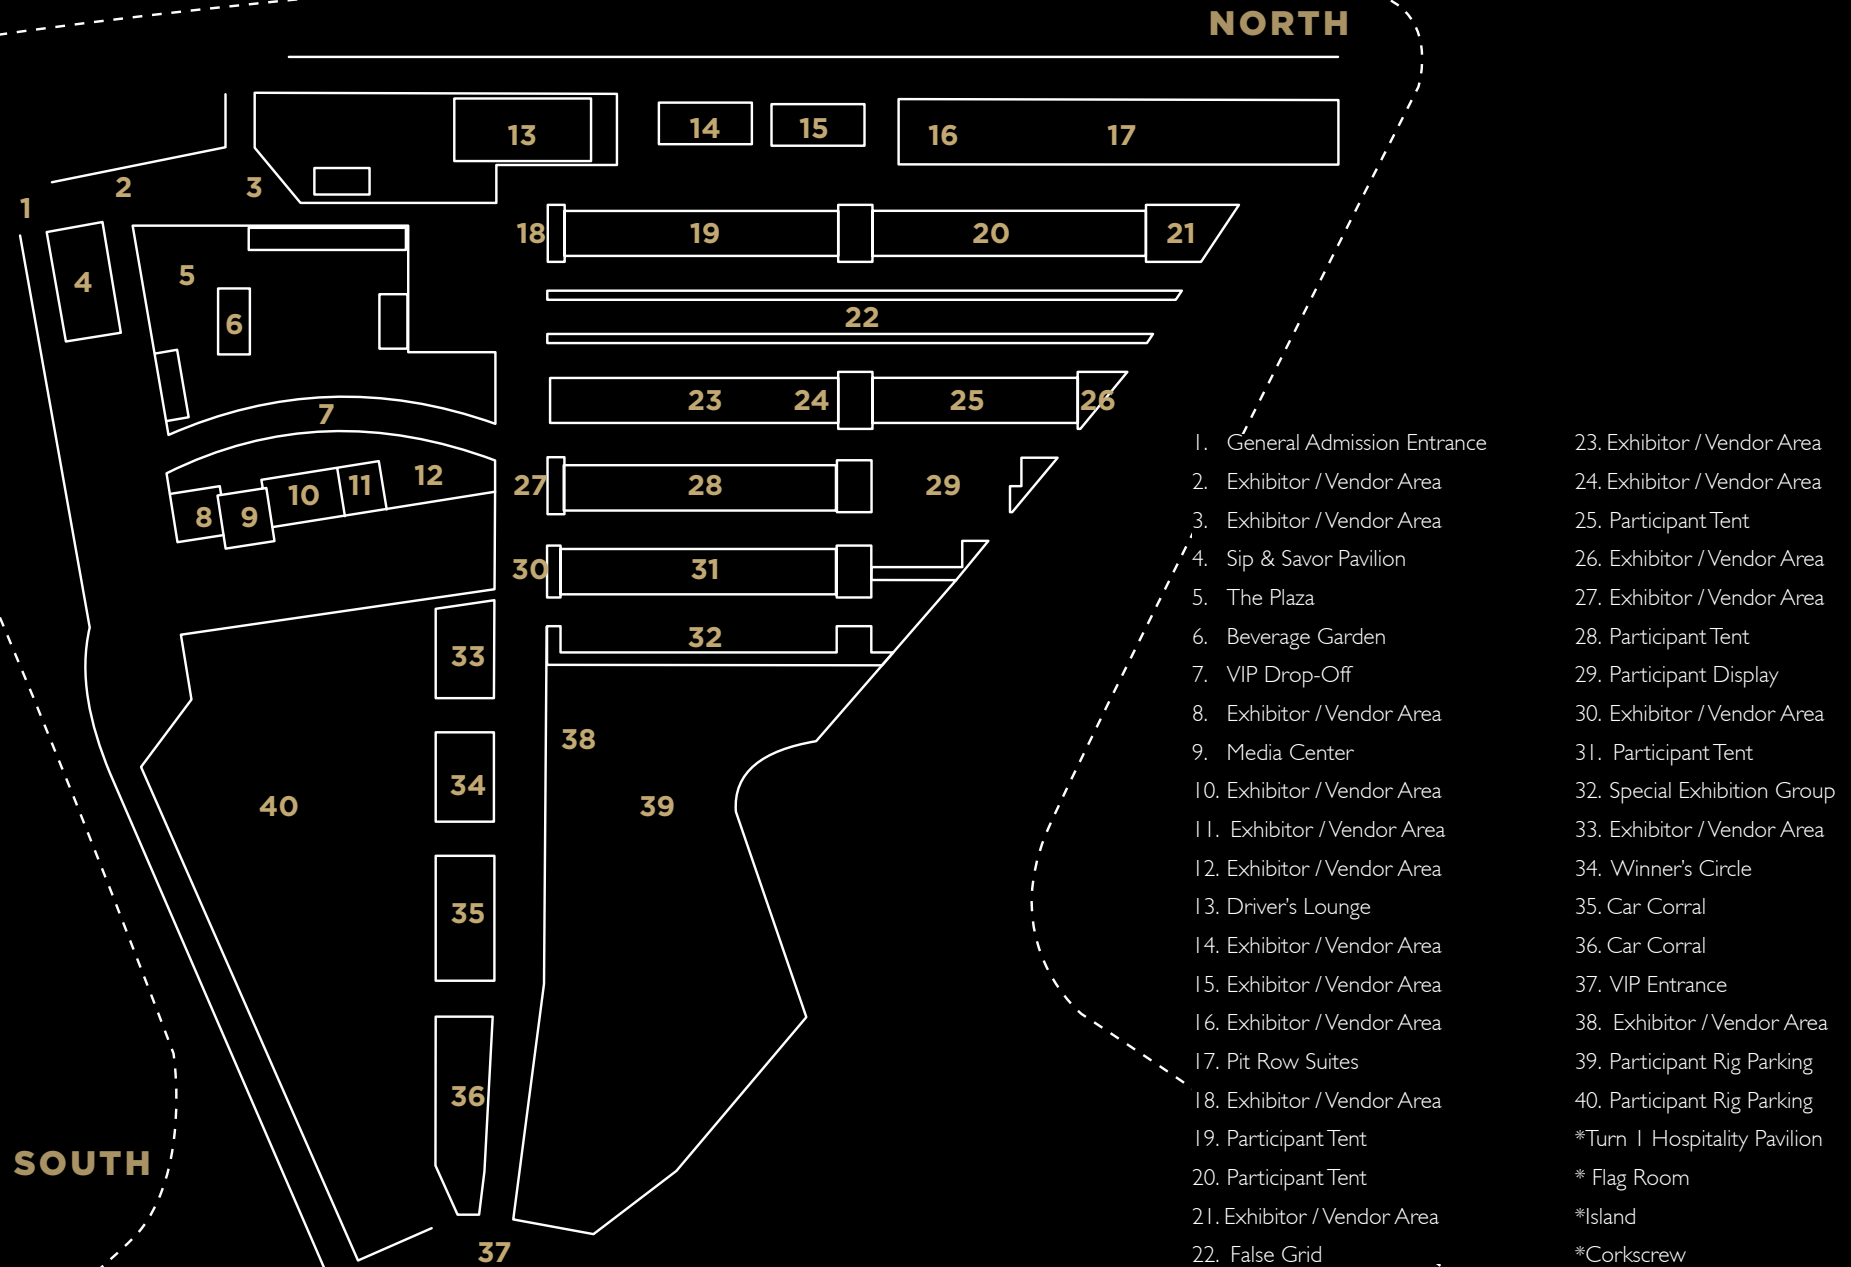 NORTH
13
14
15
16
17
2
3
1
18
19
20
21
4
5
6
22
7
23
24
25
26
8
9
10
11
12
27
28
29
30
31
32
33
34
38
39
40
35
36
SOUTH
37
1. General Admission Entrance
2. Exhibitor / Vendor Area
3. Exhibitor / Vendor Area
4. Sip & Savor Pavilion
5. The Plaza
6. Beverage Garden
7. VIP Drop-Off
8. Exhibitor / Vendor Area
9. Media Center
10. Exhibitor / Vendor Area
11. Exhibitor / Vendor Area
12. Exhibitor / Vendor Area
13. Driver's Lounge
14. Exhibitor / Vendor Area
15. Exhibitor / Vendor Area
16. Exhibitor / Vendor Area
17. Pit Row Suites
18. Exhibitor / Vendor Area
19. Participant Tent
20. Participant Tent
21. Exhibitor / Vendor Area
22. False Grid
23. Exhibitor / Vendor Area
24. Exhibitor / Vendor Area
25. Participant Tent
26. Exhibitor / Vendor Area
27. Exhibitor / Vendor Area
28. Participant Tent
29. Participant Display
30. Exhibitor / Vendor Area
31. Participant Tent
32. Special Exhibition Group
33. Exhibitor / Vendor Area
34. Winner's Circle
35. Car Corral
36. Car Corral
37. VIP Entrance
38. Exhibitor / Vendor Area
39. Participant Rig Parking
40. Participant Rig Parking
*Turn 1 Hospitality Pavilion
* Flag Room
*Island
*Corkscrew